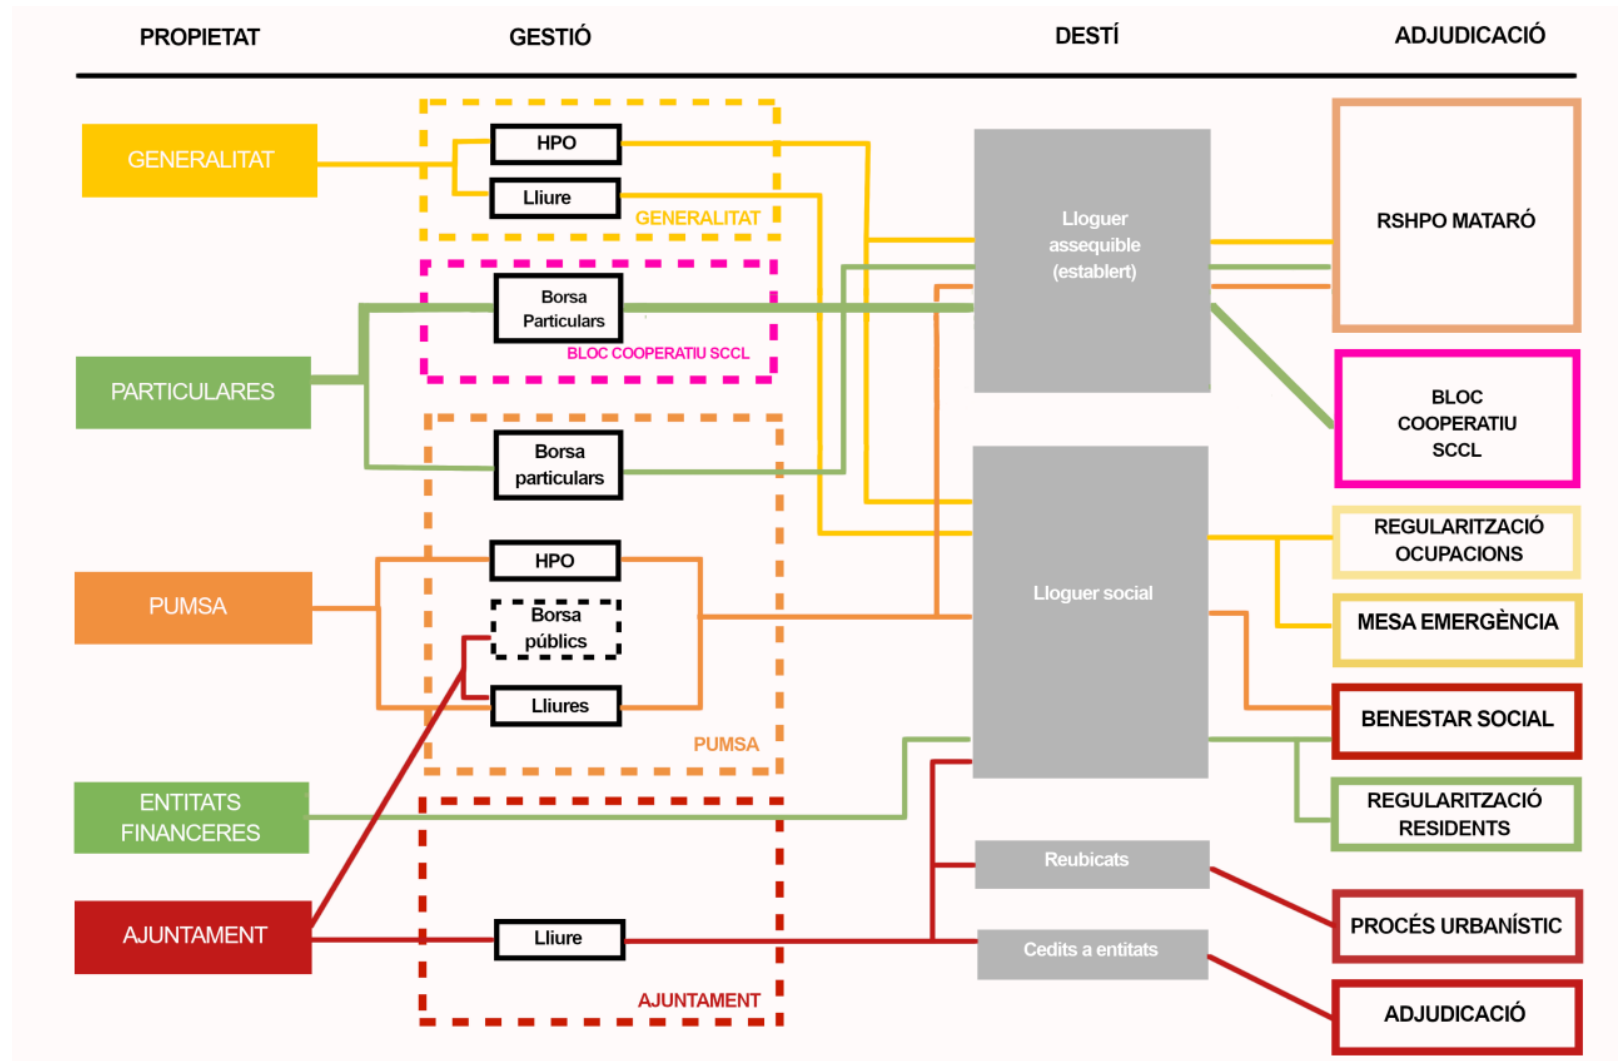 PROPIETAT
GESTIÓ
DESTÍ
ADJUDICACIÓ
GENERALITAT
HPO
Lliure
GENERALITAT
Lloguer
assequible
(establert)
RSHPO MATARÓ
Borsa
Particulars
BLOC COOPERATIU SCCL
PARTICULARES
BLOC
COOPERATIU
SCCL
Borsa
particulars
REGULARITZACIÓ
OCUPACIONS
PUMSA
HPO
Borsa
públics
Lliures
PUMSA
Lloguer social
MESA EMERGÈNCIA
BENESTAR SOCIAL
ENTITATS
FINANCERES
REGULARITZACIÓ
RESIDENTS
Reubicats
AJUNTAMENT
Lliure
AJUNTAMENT
Cedits a entitats
PROCÉS URBANÍSTIC
ADJUDICACIÓ